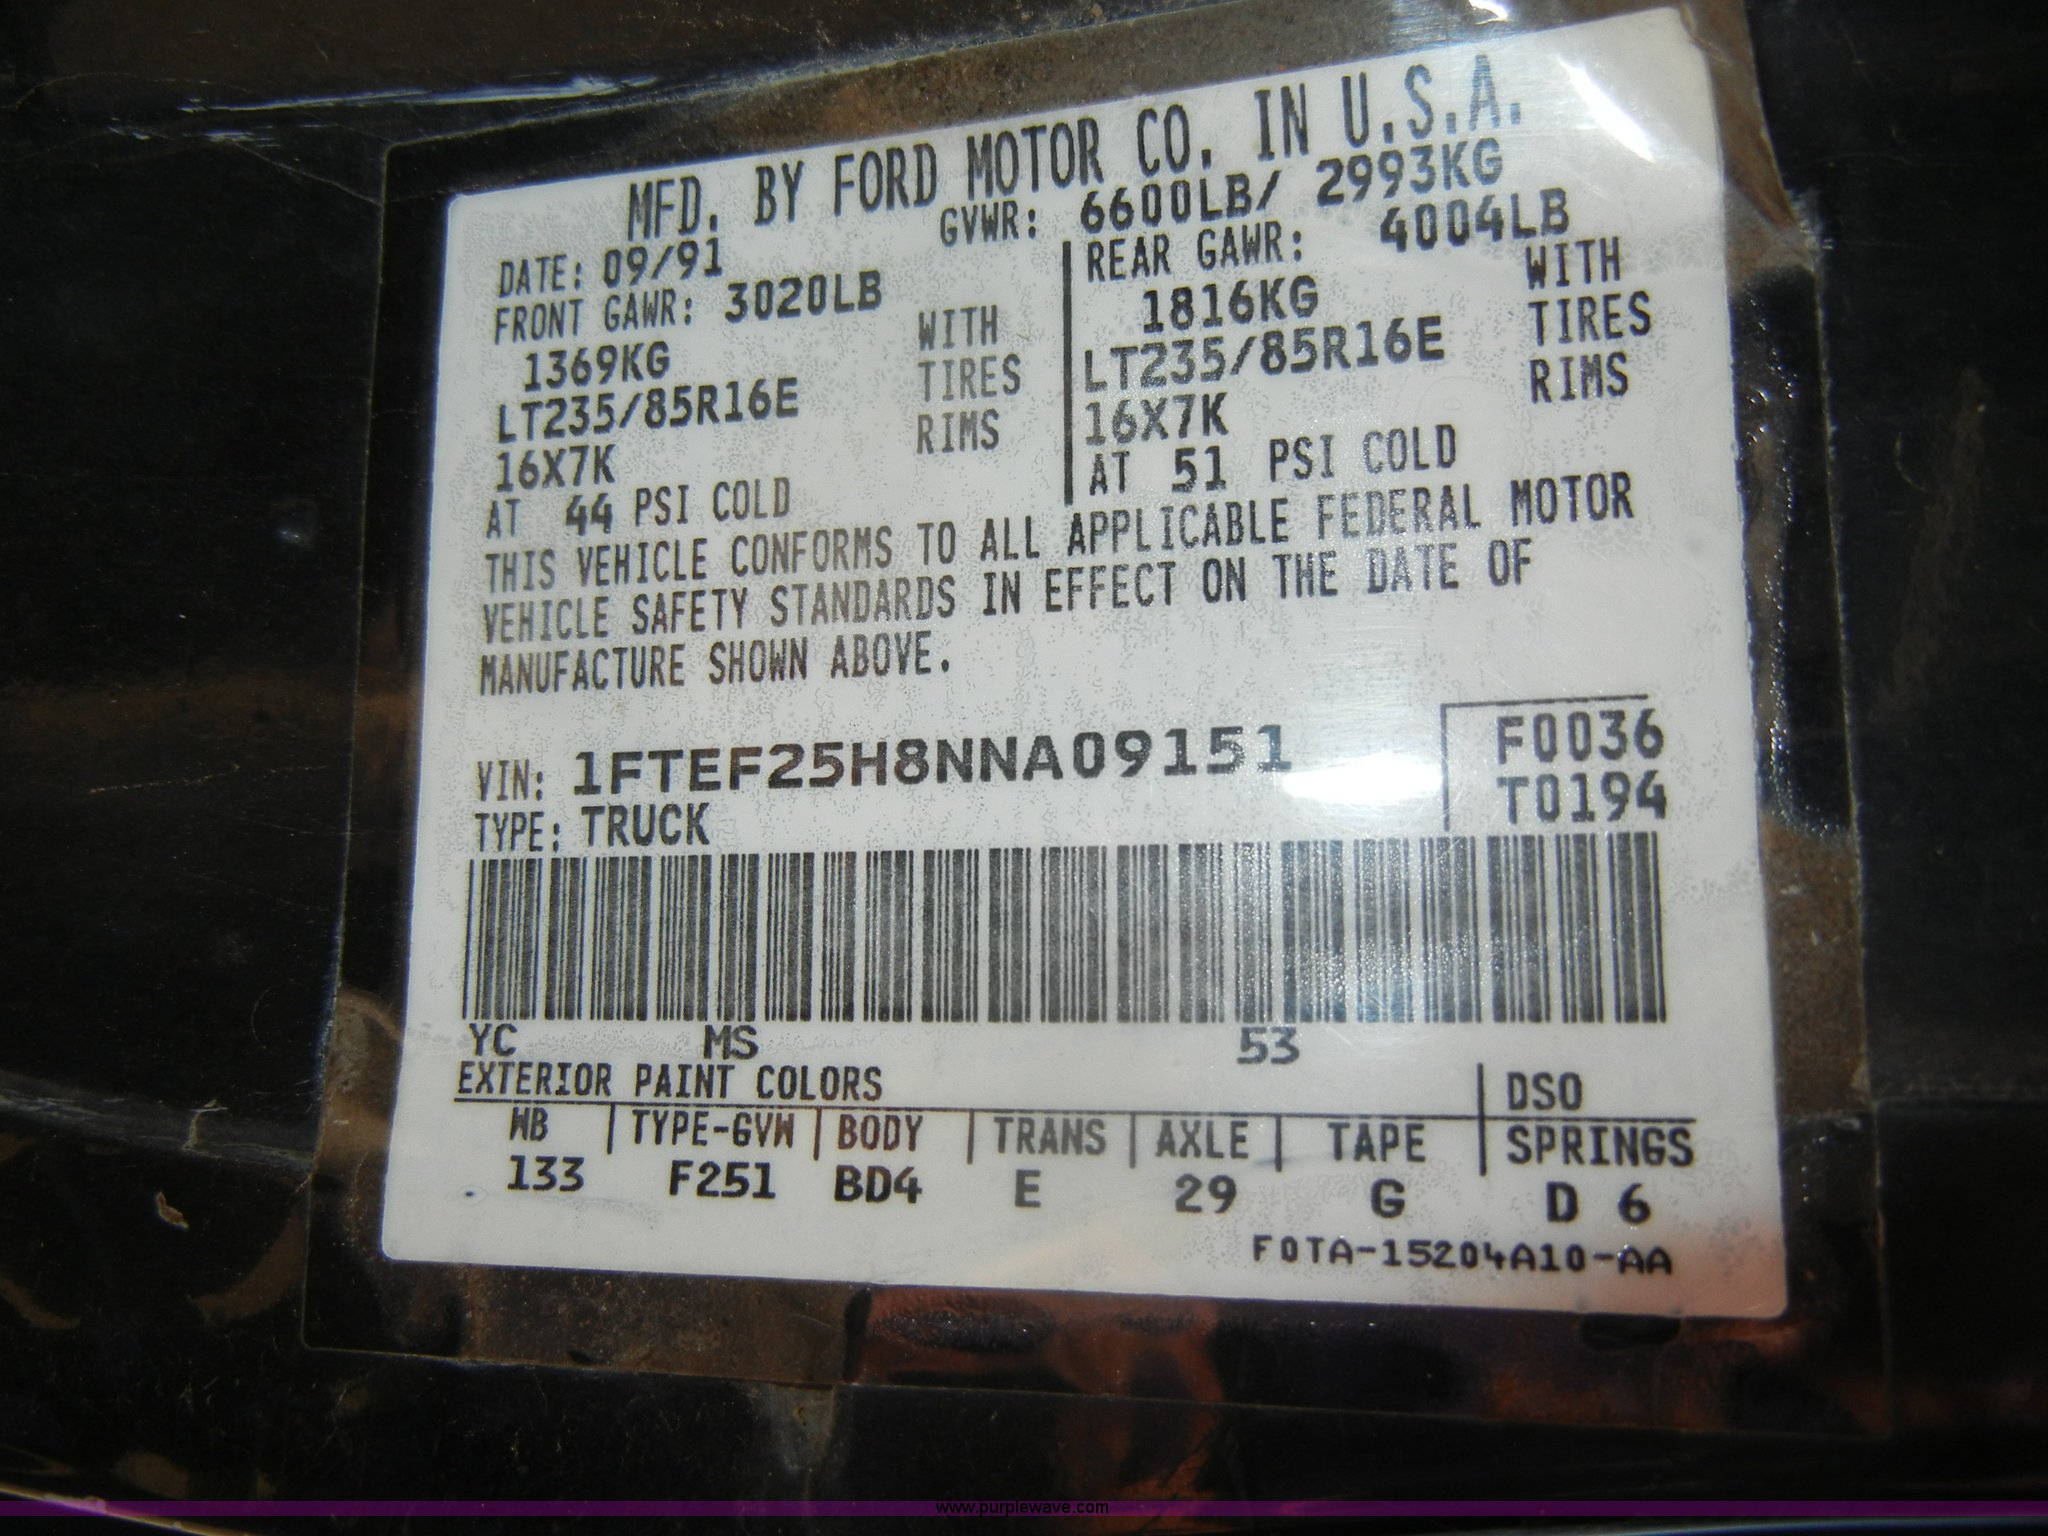 MFD. BY FORD MOTOR CO. IN U.S.A.
DATE: 09/91 GVWR: 6600LB/ 2993KG
FRONT GAWR: 3020LB
1369KG WITH
LT235/85R16E TIRES
16X7K RIMS
AT 44 PSI COLD
REAR GAWR: 4004LB
1816KG WITH
LT235/85R16E TIRES
16X7K RIMS
AT 51 PSI COLD
THIS VEHICLE CONFORMS TO ALL APPLICABLE FEDERAL MOTOR
VEHICLE SAFETY STANDARDS IN EFFECT ON THE DATE OF
MANUFACTURE SHOWN ABOVE.
VIN: 1FTEF25H8NNA09151
F0036
TYPE: TRUCK
T0194
YC MS 53
EXTERIOR PAINT COLORS DSO
WB TYPE-GVW BODY TRANS AXLE TAPE SPRINGS
133 F251 BD4 E 29 G D 6
F0TA-15204A10-AA
www.purplewave.com